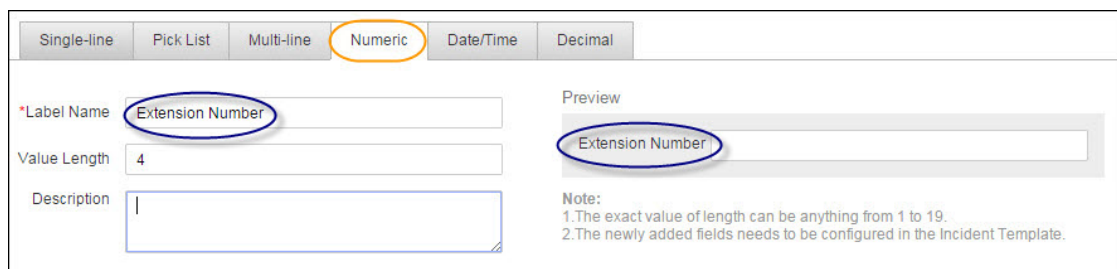 Single-line Pick List Multi-line Numeric Date/Time Decimal
*Label Name Extension Number
Value Length 4
Description
Preview
Extension Number
Note:
1.The exact value of length can be anything from 1 to 19.
2.The newly added fields needs to be configured in the Incident Template.